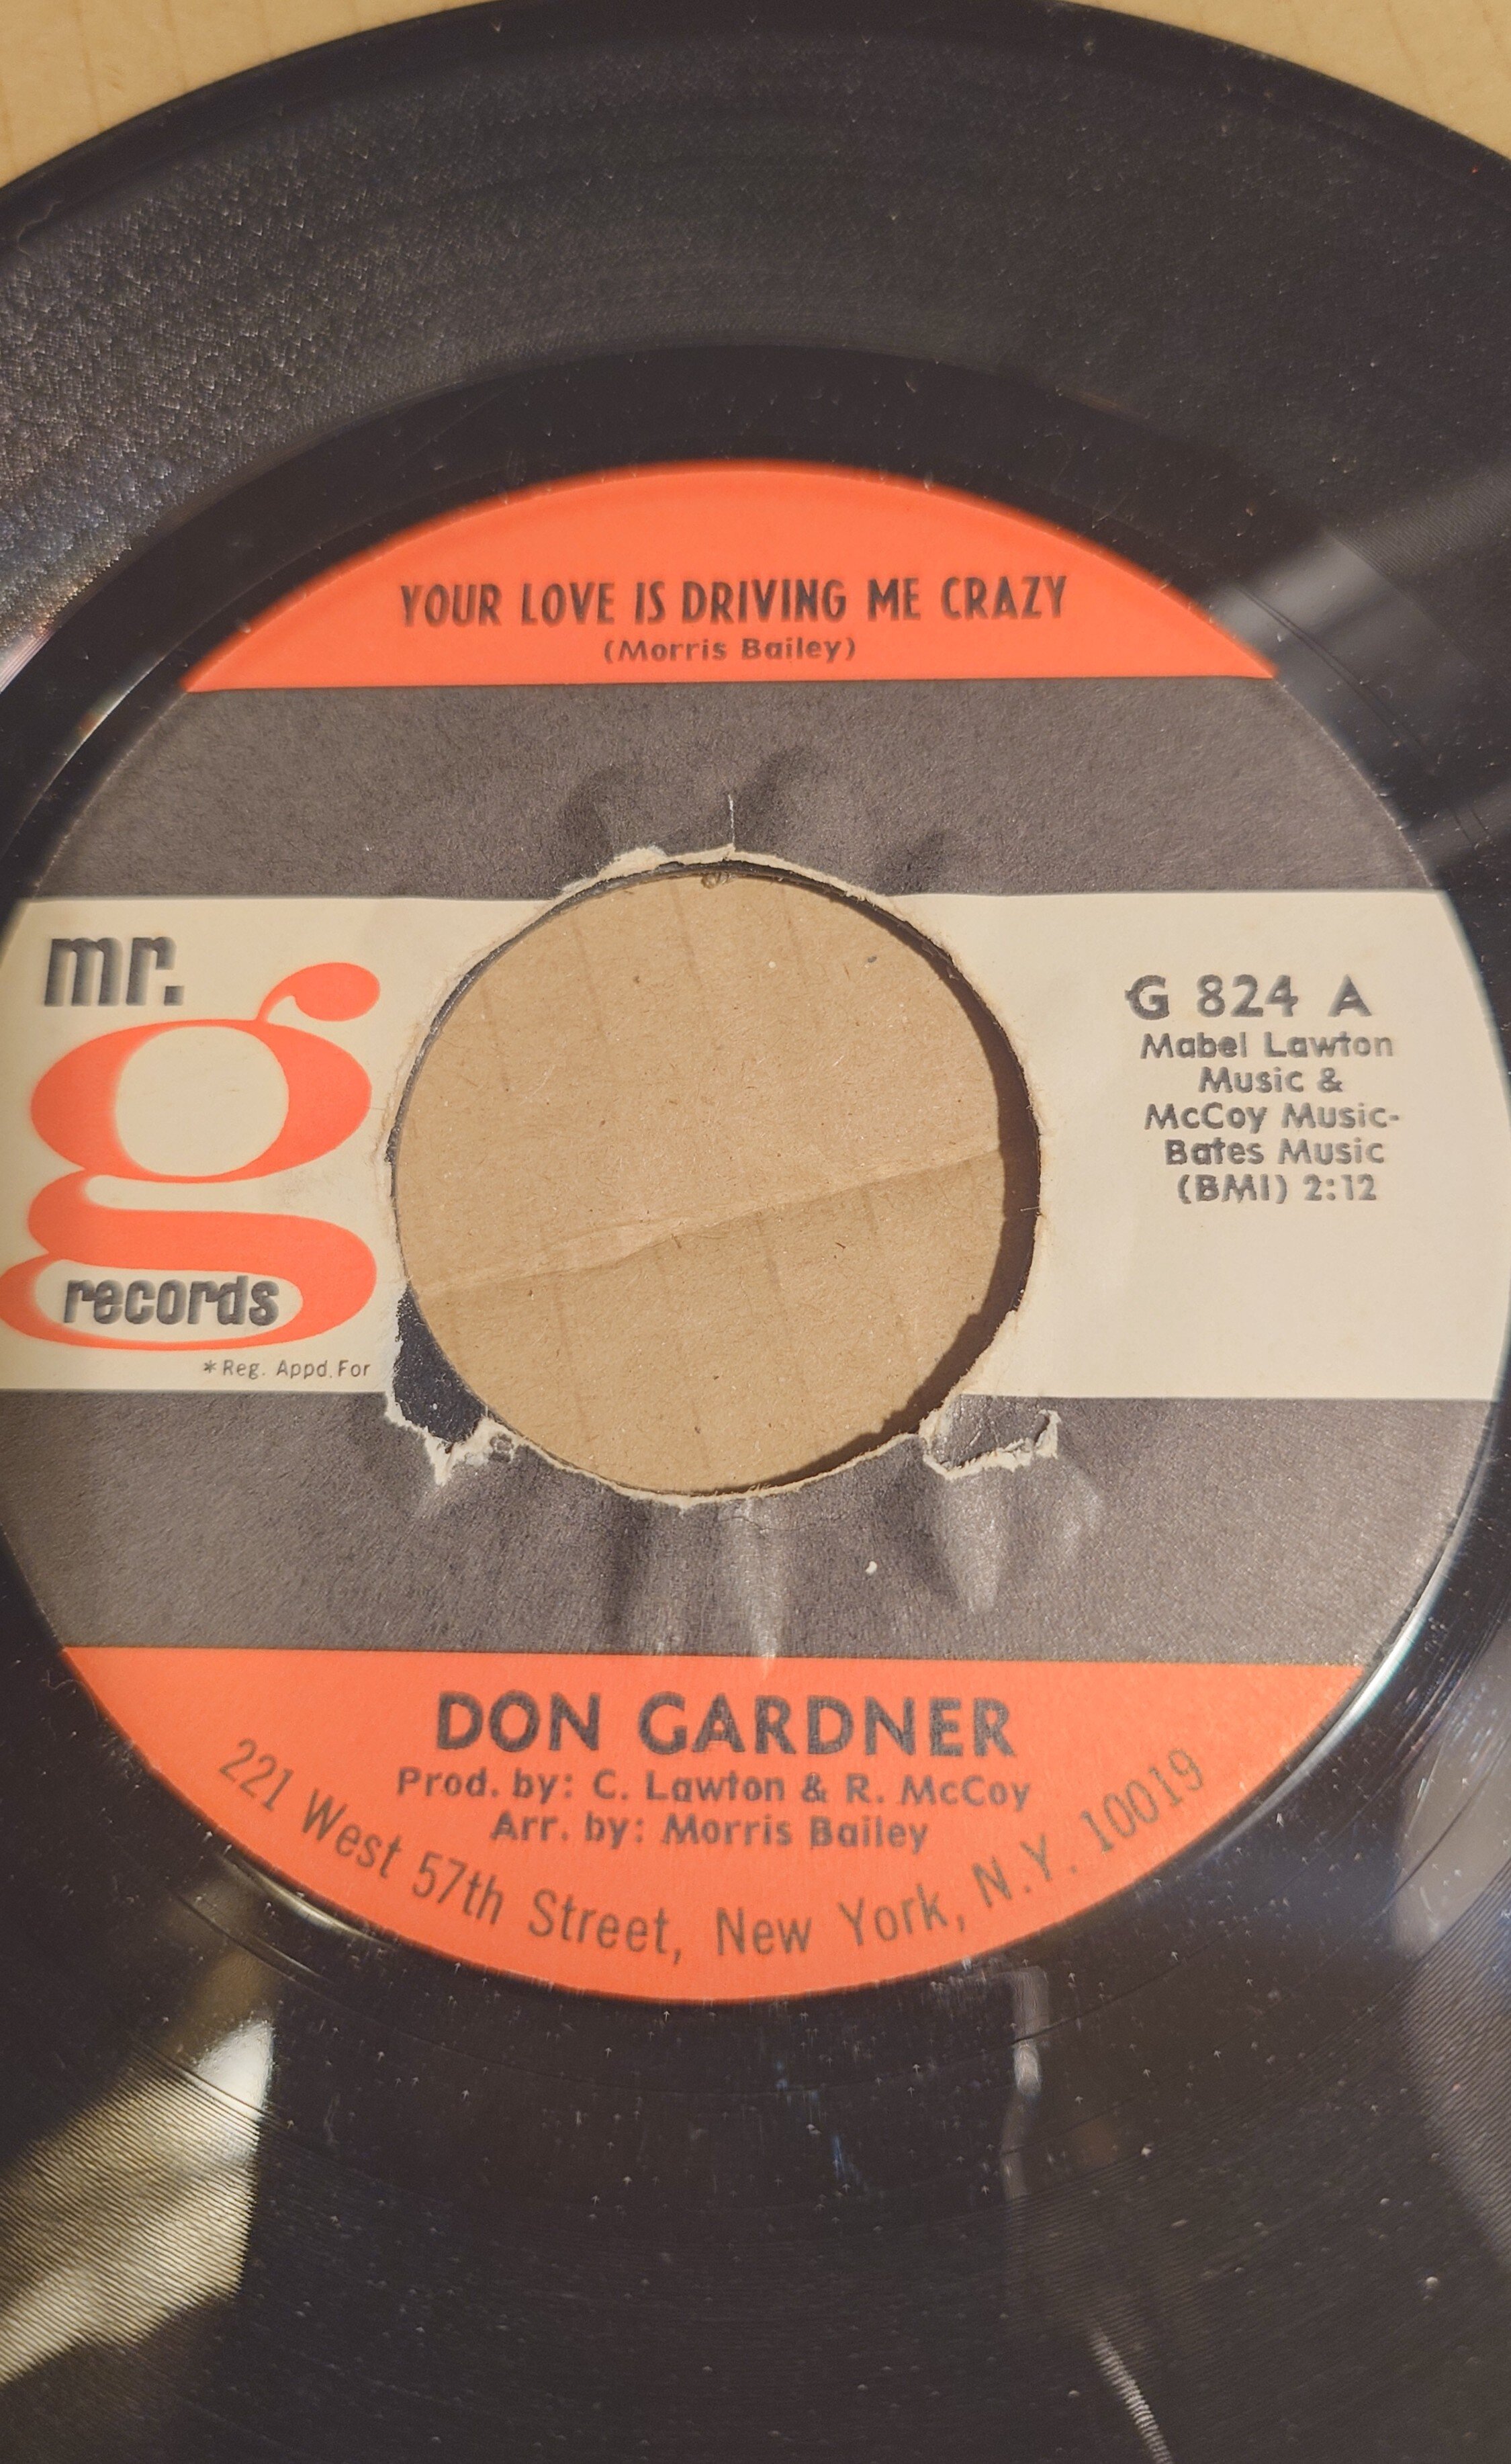 YOUR LOVE IS DRIVING ME CRAZY
(Morris Bailey)
mr.
g
records
*Reg. Appd. For
G 824 A
Mabel Lawton
Music &
McCoy Music-
Bates Music
(BMI) 2:12
DON GARDNER
Prod. by: C. Lawton & R. McCoy
Arr. by: Morris Bailey
221 West 57th Street, New York, N.Y. 10019